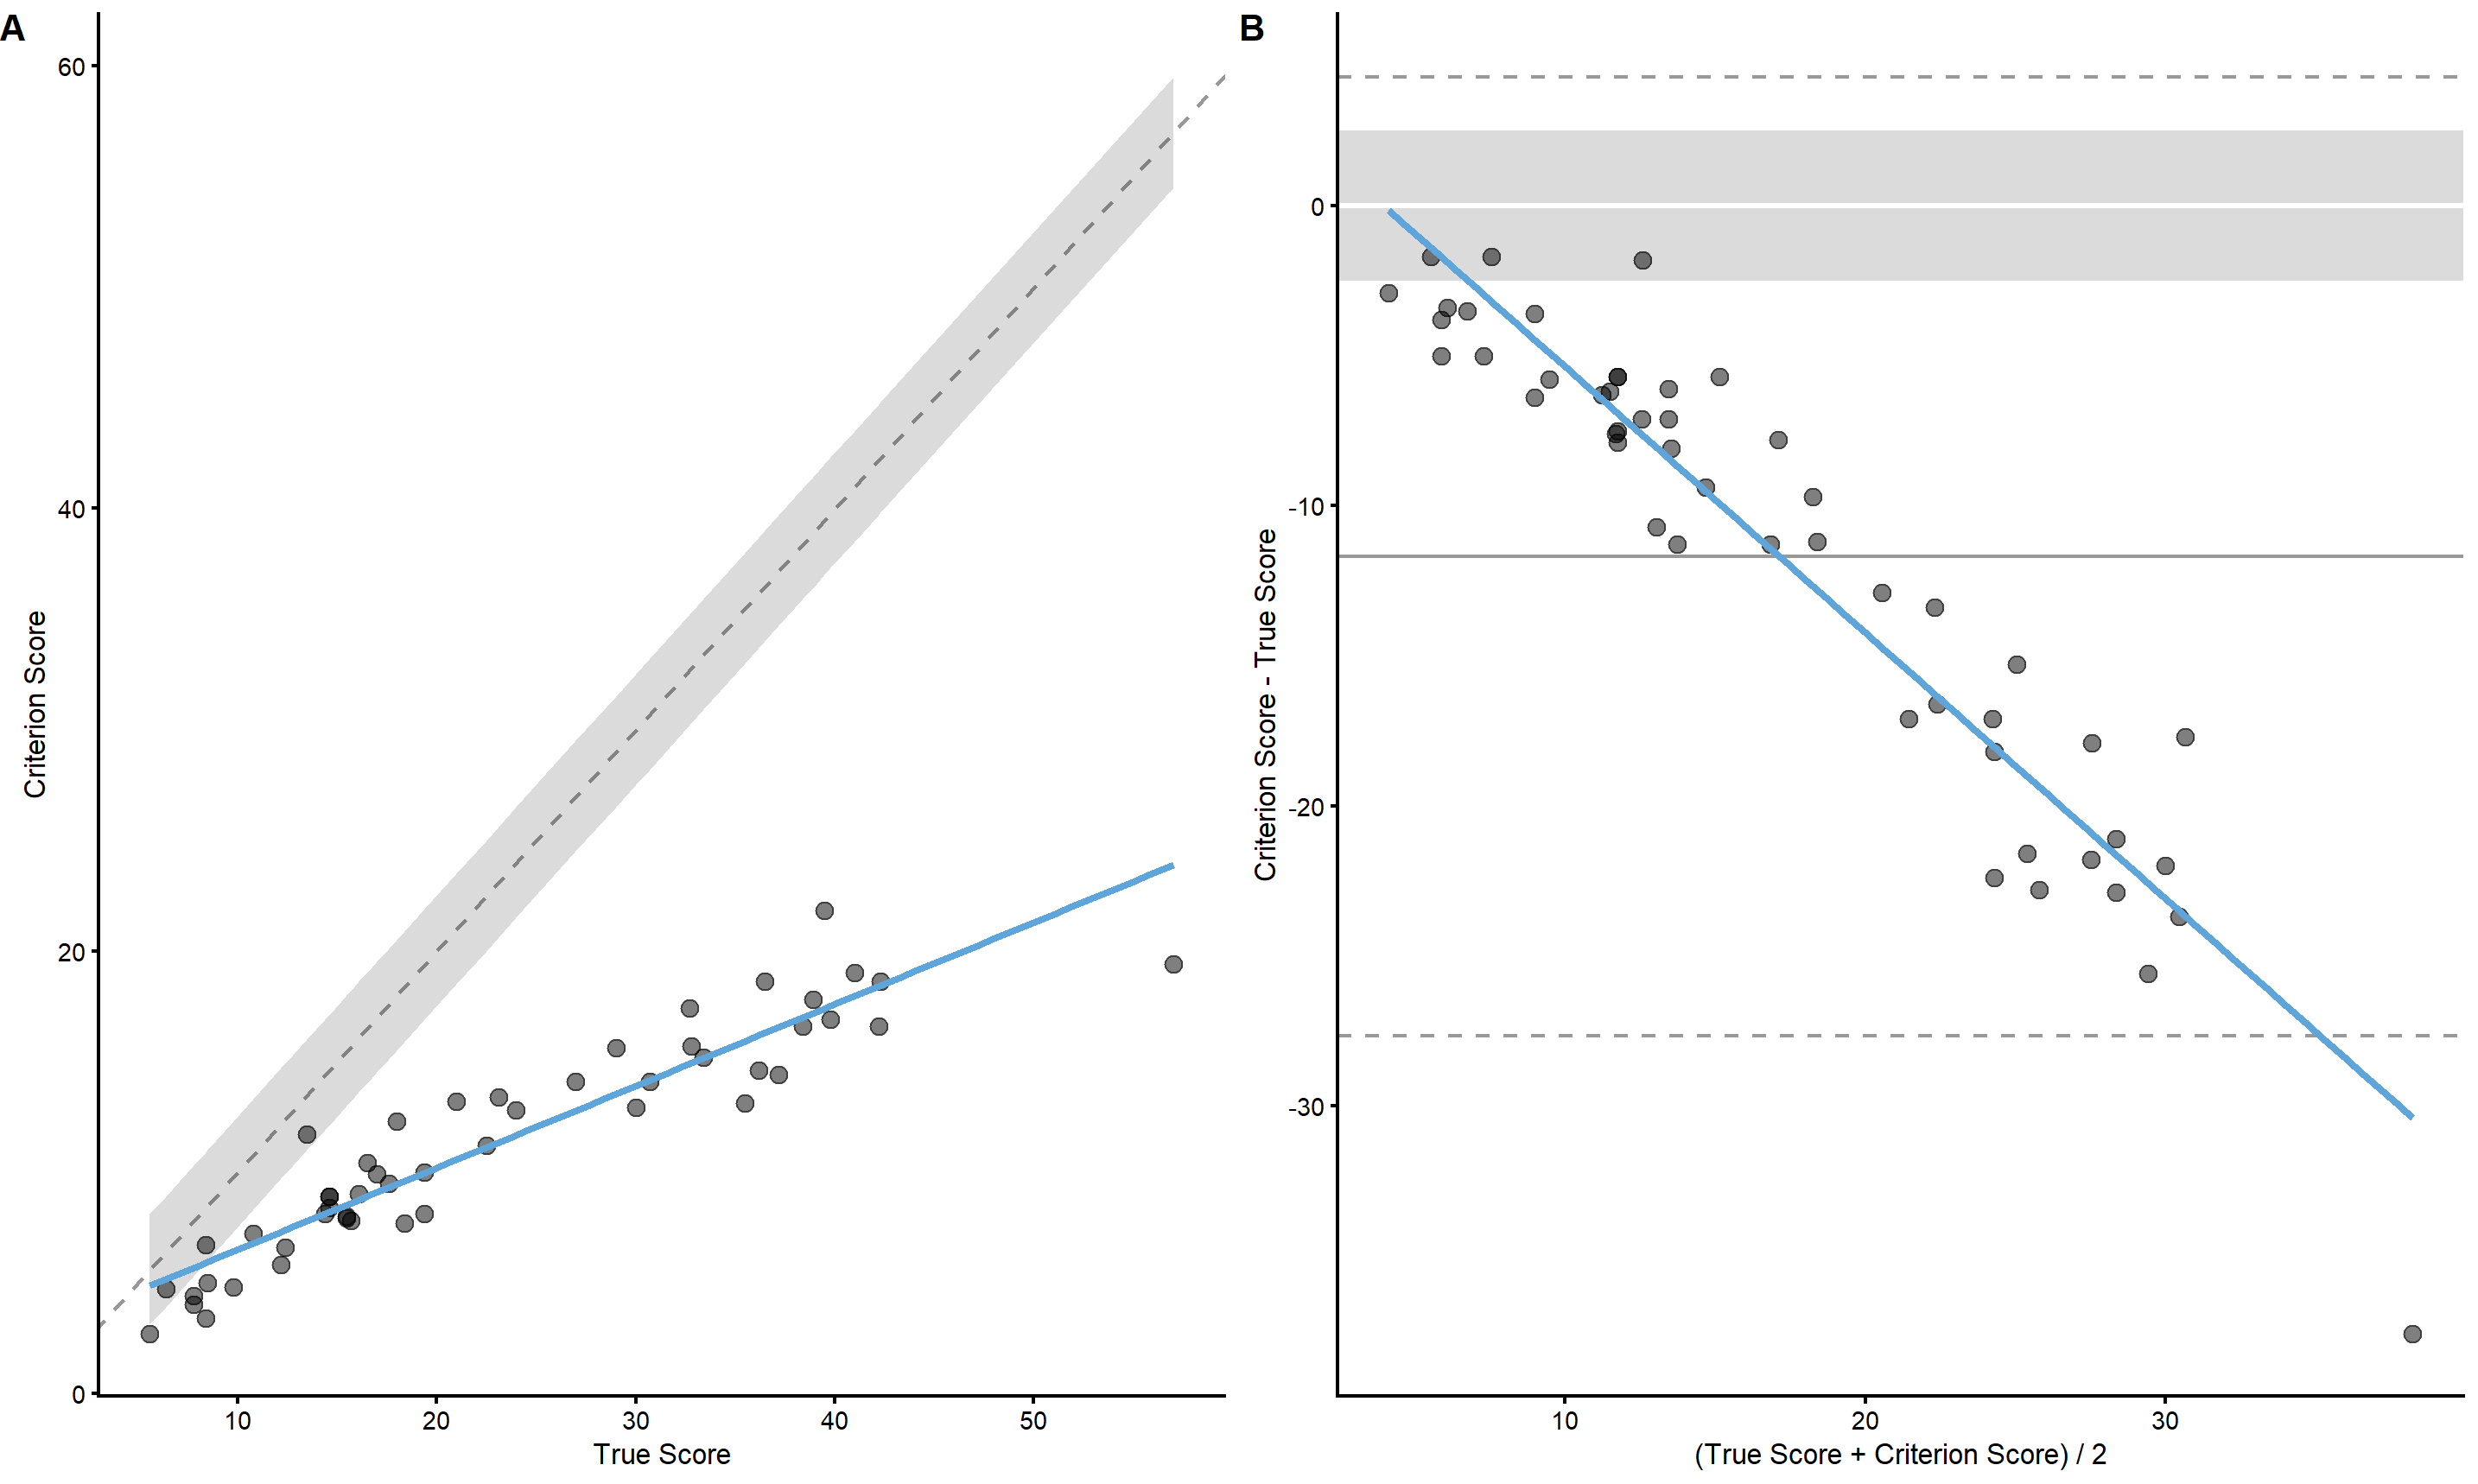 A
60
40
20
0
Criterion Score
10 20 30 40 50
True Score
B
0
-10
-20
-30
Criterion Score - True Score
10 20 30
(True Score + Criterion Score) / 2